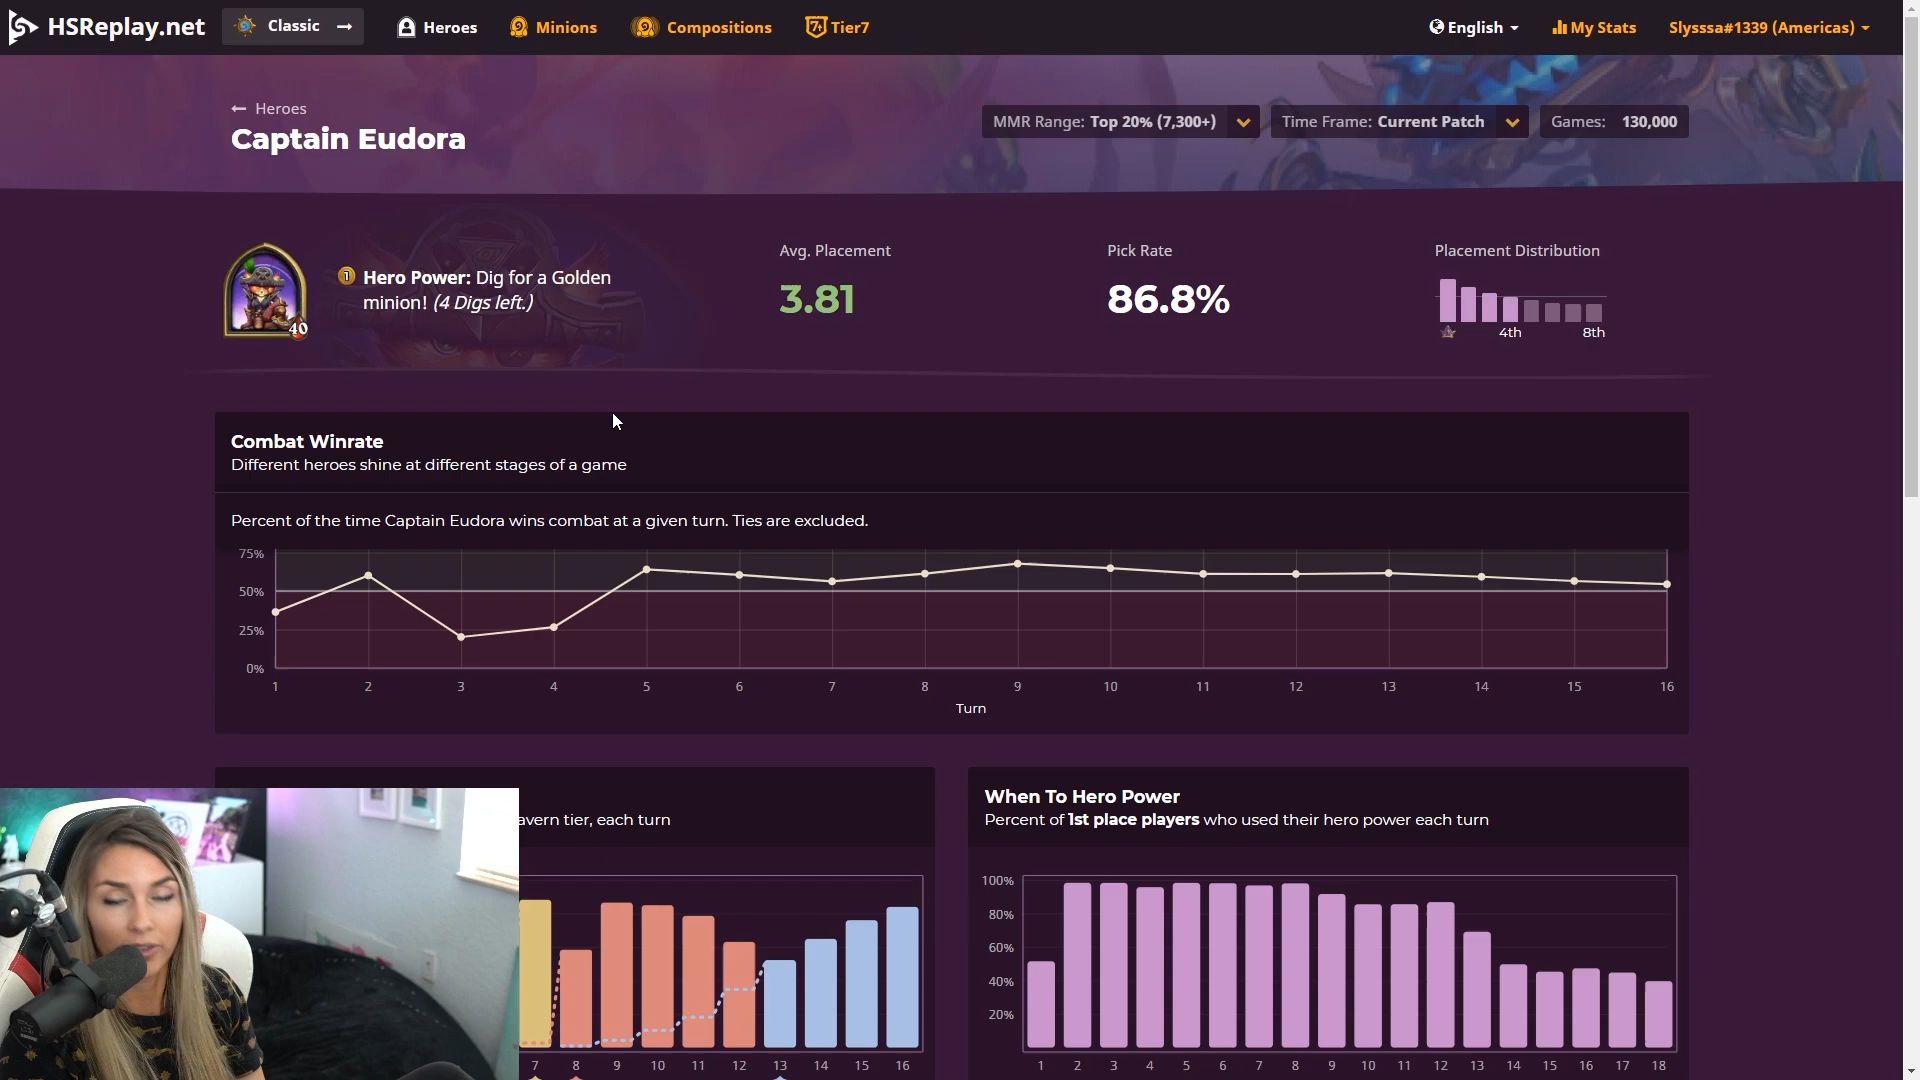 HSReplay.net
Classic
Heroes
Minions
Compositions
Tier7
English
My Stats
Slysssa#1339 (Americas)
Heroes
Captain Eudora
MMR Range: Top 20% (7,300+)
Time Frame: Current Patch
Games: 130,000
1 Hero Power: Dig for a Golden
minion! (4 Digs left.)
40
Avg. Placement
3.81
Pick Rate
86.8%
Placement Distribution
4th 8th
Combat Winrate
Different heroes shine at different stages of a game
Percent of the time Captain Eudora wins combat at a given turn. Ties are excluded.
75%
50%
25%
0%
1 2 3 4 5 6 7 8 9 10 11 12 13 14 15 16
Turn
avern tier, each turn
7 8 9 10 11 12 13 14 15 16
When To Hero Power
Percent of 1st place players who used their hero power each turn
100%
80%
60%
40%
20%
1 2 3 4 5 6 7 8 9 10 11 12 13 14 15 16 17 18